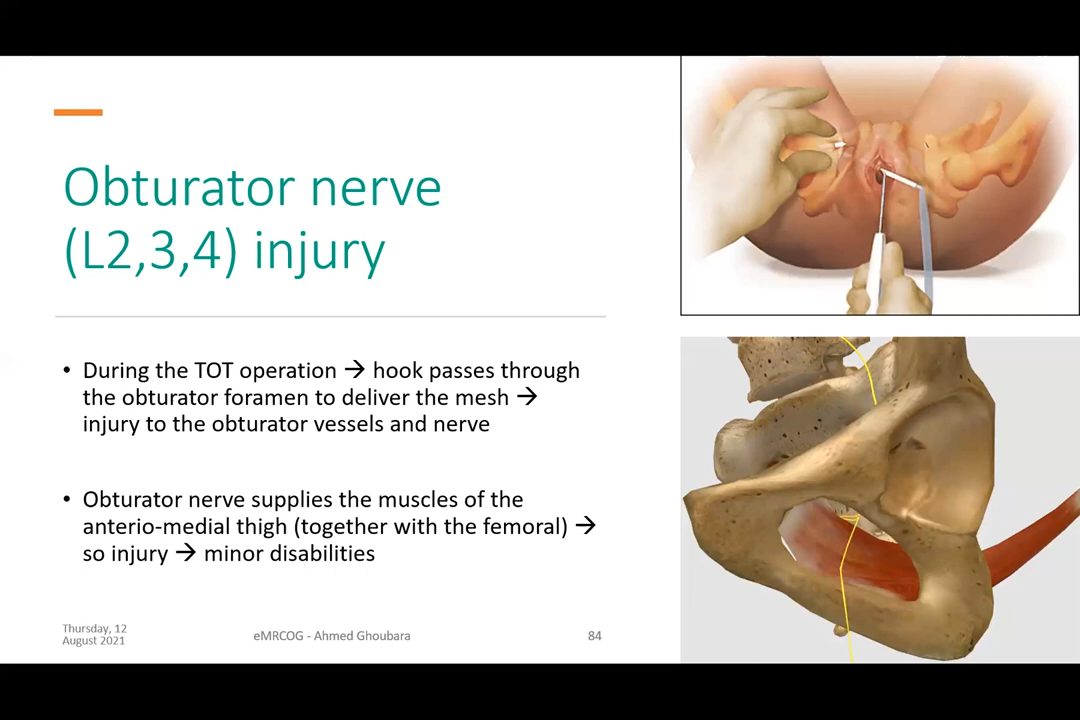 Obturator nerve
(L2,3,4) injury
• During the TOT operation → hook passes through
the obturator foramen to deliver the mesh →
injury to the obturator vessels and nerve
• Obturator nerve supplies the muscles of the
anterio-medial thigh (together with the femoral) →
so injury → minor disabilities
Thursday, 12
August 2021
eMRCOG - Ahmed Ghoubara
84